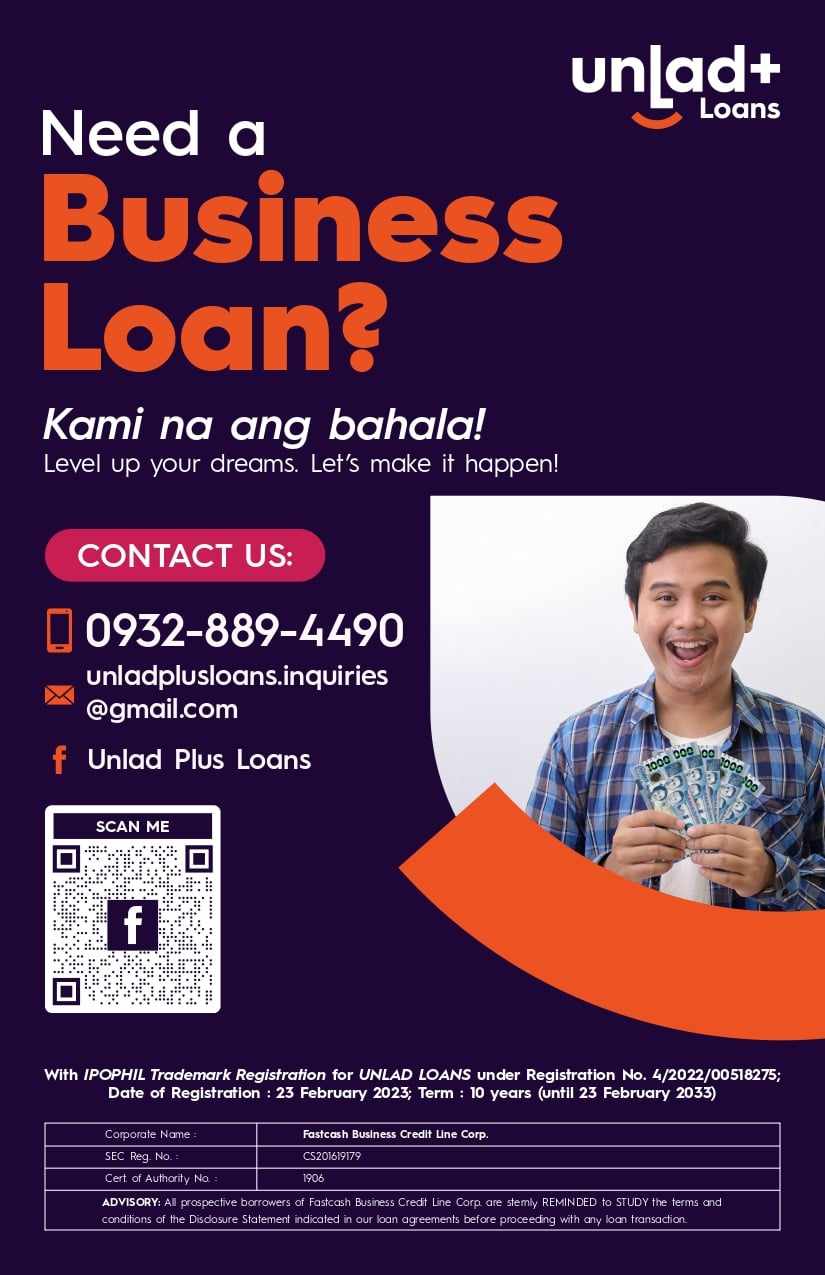 unlad+
Loans
Need a
Business
Loan?
Kami na ang bahala!
Level up your dreams. Let's make it happen!
CONTACT US:
0932-889-4490
unladplusloans.inquiries
@gmail.com
f Unlad Plus Loans
SCAN ME
f
1000 1000 1000
With IPOPHIL Trademark Registration for UNLAD LOANS under Registration No. 4/2022/00518275;
Date of Registration : 23 February 2023; Term : 10 years (until 23 February 2033)
Corporate Name : Fastcash Business Credit Line Corp.
SEC Reg. No. : CS201619179
Cert. of Authority No. : 1906
ADVISORY: All prospective borrowers of Fastcash Business Credit Line Corp. are sternly REMINDED to STUDY the terms and
conditions of the Disclosure Statement indicated in our loan agreements before proceeding with any loan transaction.